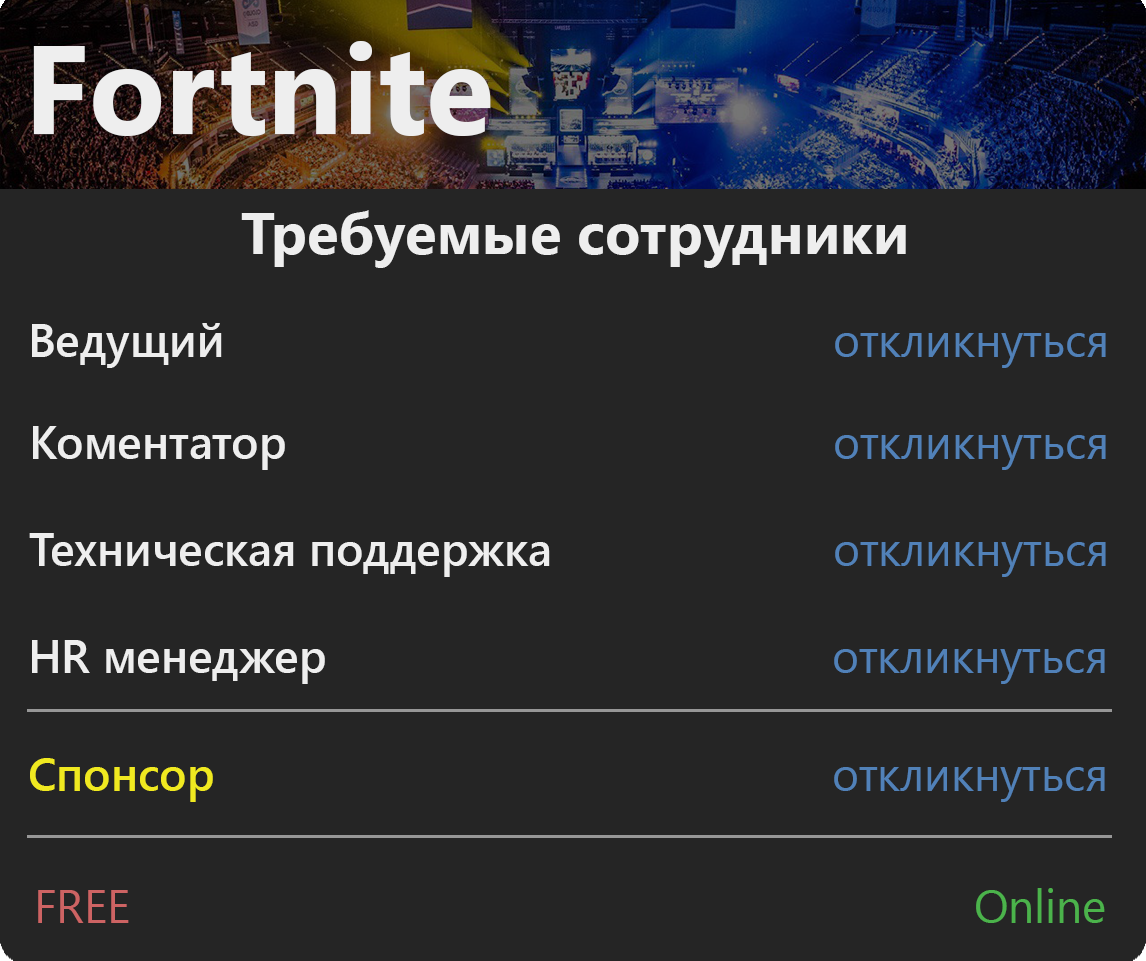 Fortnite
Требуемые сотрудники
Ведущий откликнуться
Коментатор откликнуться
Техническая поддержка откликнуться
HR менеджер откликнуться
Спонсор откликнуться
FREE Online